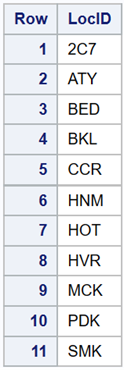 Row LocID
1 2C7
2 ATY
3 BED
4 BKL
5 CCR
6 HNM
7 HOT
8 HVR
9 MCK
10 PDK
11 SMK